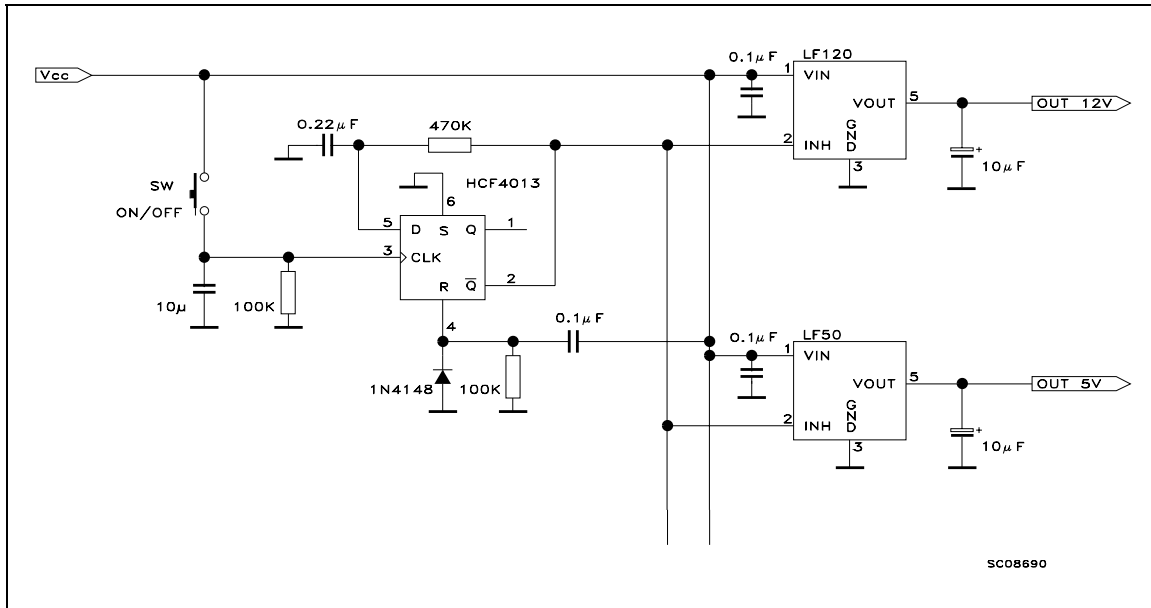 Vcc
SW
ON/OFF
10μ
100K
0.22μF
470K
HCF4013
6
5
D
S
Q
1
3
CLK
R
Q̅
2
4
1N4148
100K
0.1μF
0.1μF
LF120
1
VIN
VOUT
5
2
INH
GND
3
OUT 12V
+
10μF
0.1μF
LF50
1
VIN
VOUT
5
2
INH
GND
3
OUT 5V
+
10μF
SC08690